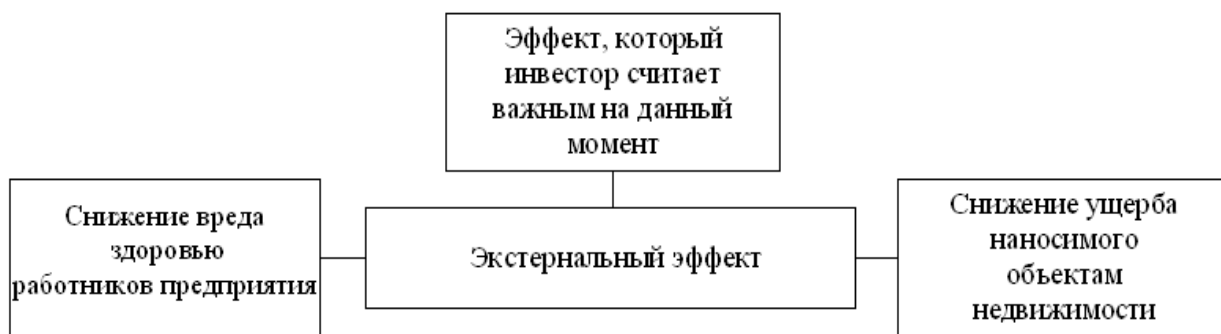 Эффект, который
инвестор считает
важным на данный
момент
Снижение вреда
здоровью
работников предприятия
Экстернальный эффект
Снижение ущерба
наносимого
объектам
недвижимости